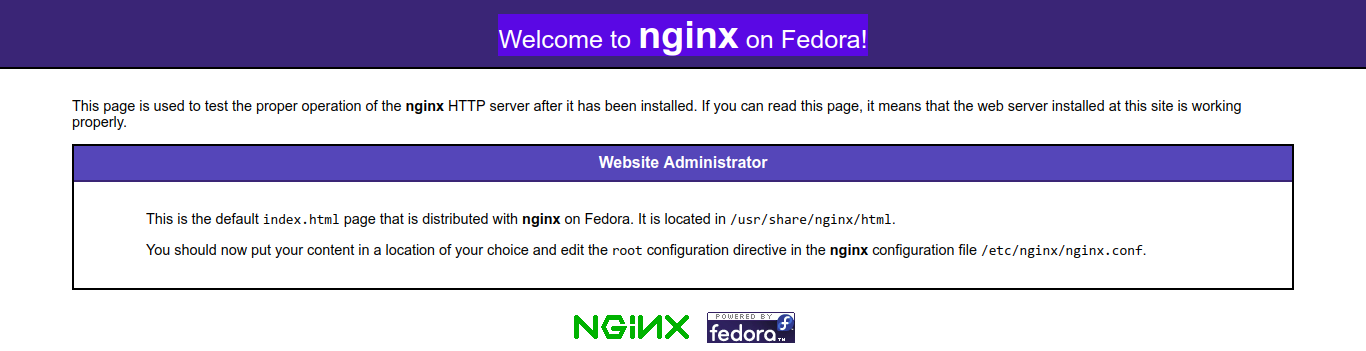 Welcome to nginx on Fedora!
This page is used to test the proper operation of the nginx HTTP server after it has been installed. If you can read this page, it means that the web server installed at this site is working
properly.
Website Administrator
This is the default index.html page that is distributed with nginx on Fedora. It is located in /usr/share/nginx/html.
You should now put your content in a location of your choice and edit the root configuration directive in the nginx configuration file /etc/nginx/nginx.conf.
NGINX
POWERED BY
fedora™